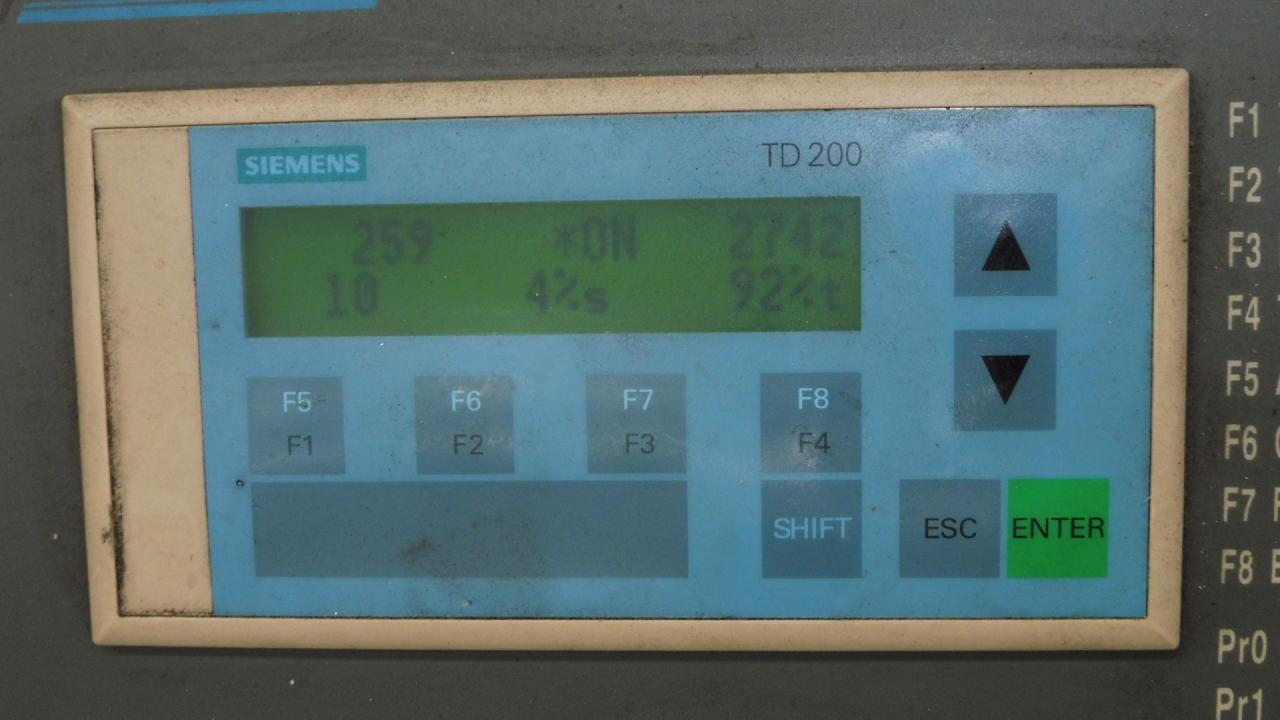 SIEMENS
TD 200
259 *ON 2742
10 4%s 92%t
F5 F6 F7 F8
F1 F2 F3 F4
SHIFT ESC ENTER
F1
F2
F3
F4
F5
F6
F7
F8
Pr0
Pr1